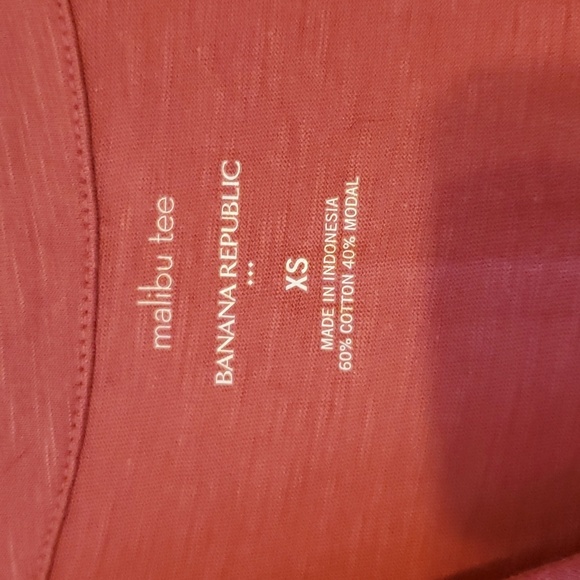 malibu tee
BANANA REPUBLIC
•••
XS
MADE IN INDONESIA
60% COTTON 40% MODAL